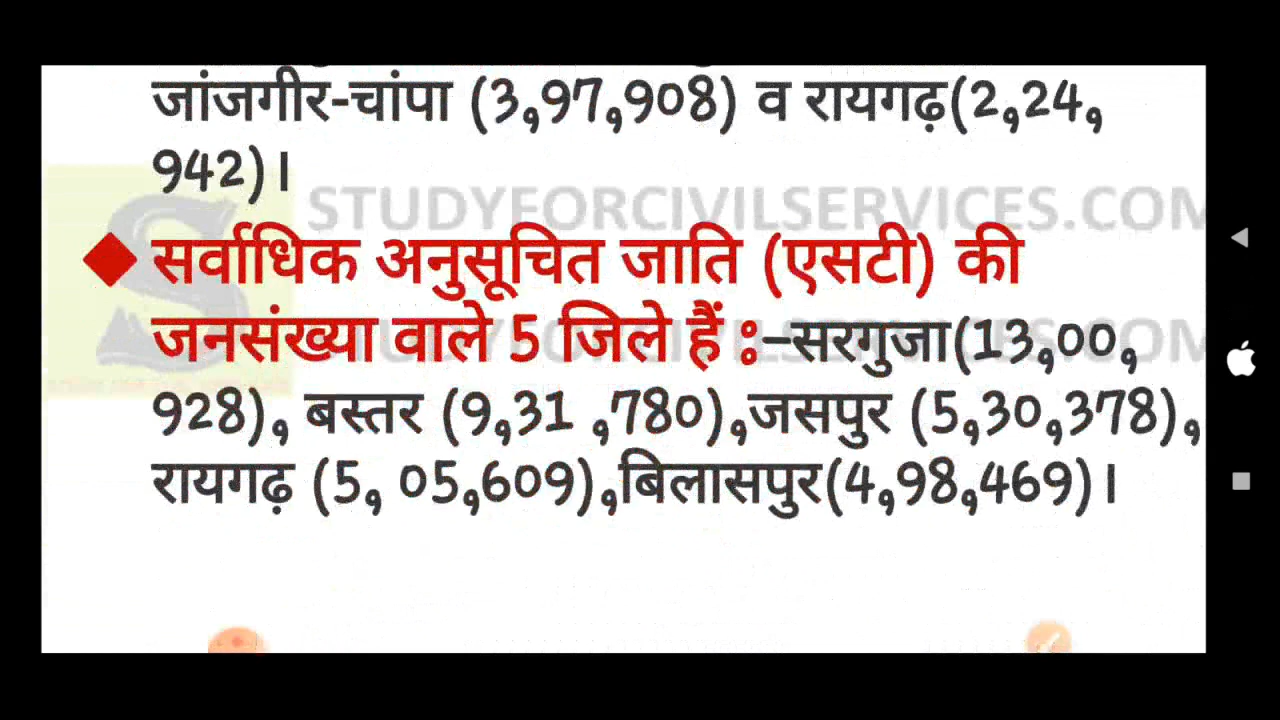 जांजगीर-चांपा (3,97,908) व रायगढ़(2,24,
942)।
STUDYFORCIVILSERVICES.COM
सर्वाधिक अनुसूचित जाति (एसटी) की
जनसंख्या वाले 5 जिले हैं :–सरगुजा(13,00,
928), बस्तर (9,31 ,780),जसपुर (5,30,378),
रायगढ़ (5, 05,609),बिलासपुर(4,98,469)।